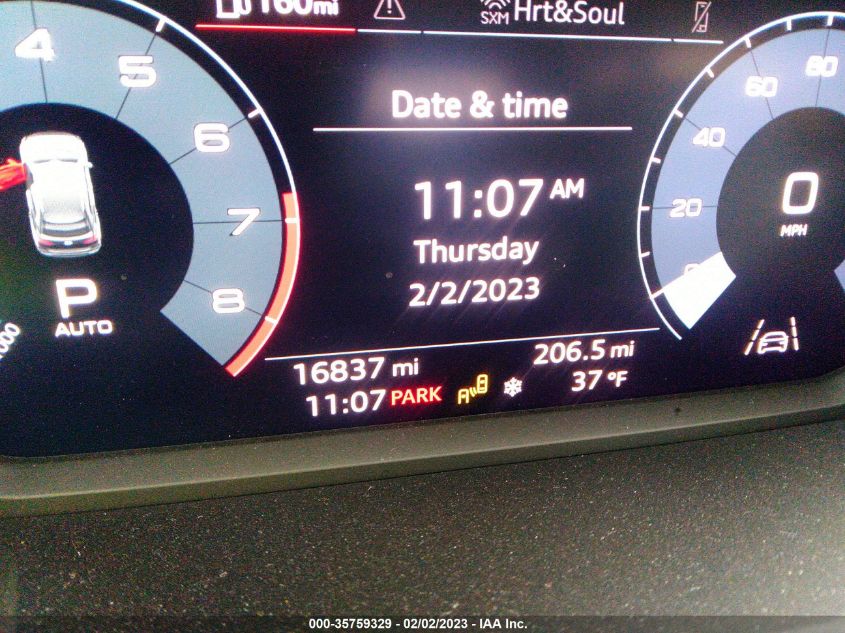 160mi
SXM Hrt&Soul
Date & time
11:07 AM
Thursday
2/2/2023
4
5
6
7
8
P
AUTO
0
20
40
60
80
0
MPH
16837 mi
206.5 mi
11:07 PARK
A
37 °F
000-35759329 - 02/02/2023 - IAA Inc.